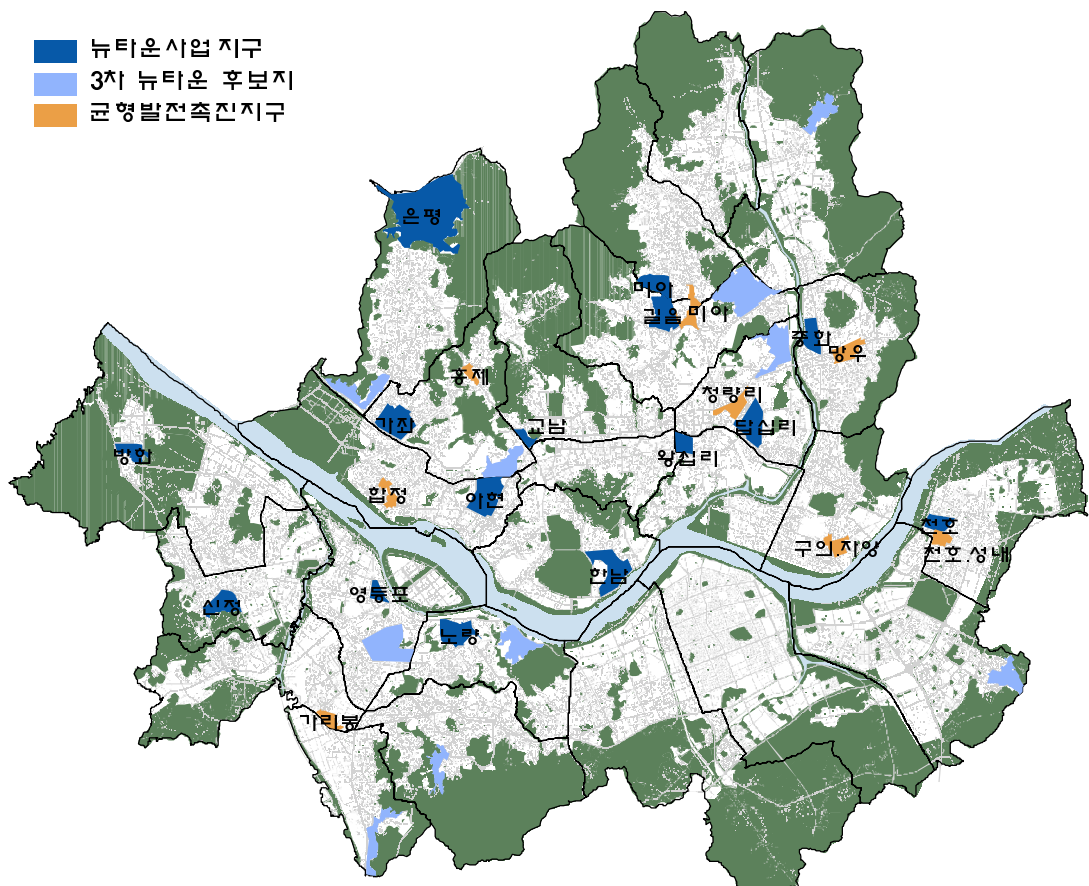 뉴타운사업 지구
3차 뉴타운 후보지
균형발전촉진지구
은평
미아
길음 미아
중화
망우
홍제
청량리
가좌
교남
답십리
방화
왕십리
합정
아현
천호
구의.자양
천호.성내
한남
영등포
신정
노량
가리봉